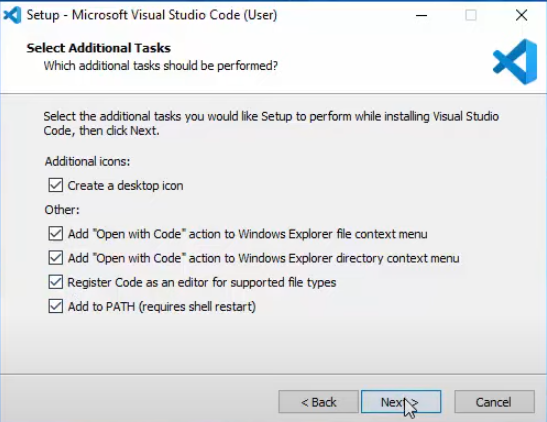 Setup - Microsoft Visual Studio Code (User)
Select Additional Tasks
Which additional tasks should be performed?
Select the additional tasks you would like Setup to perform while installing Visual Studio
Code, then click Next.
Additional icons:
Create a desktop icon
Other:
Add "Open with Code" action to Windows Explorer file context menu
Add "Open with Code" action to Windows Explorer directory context menu
Register Code as an editor for supported file types
Add to PATH (requires shell restart)
< Back
Next >
Cancel